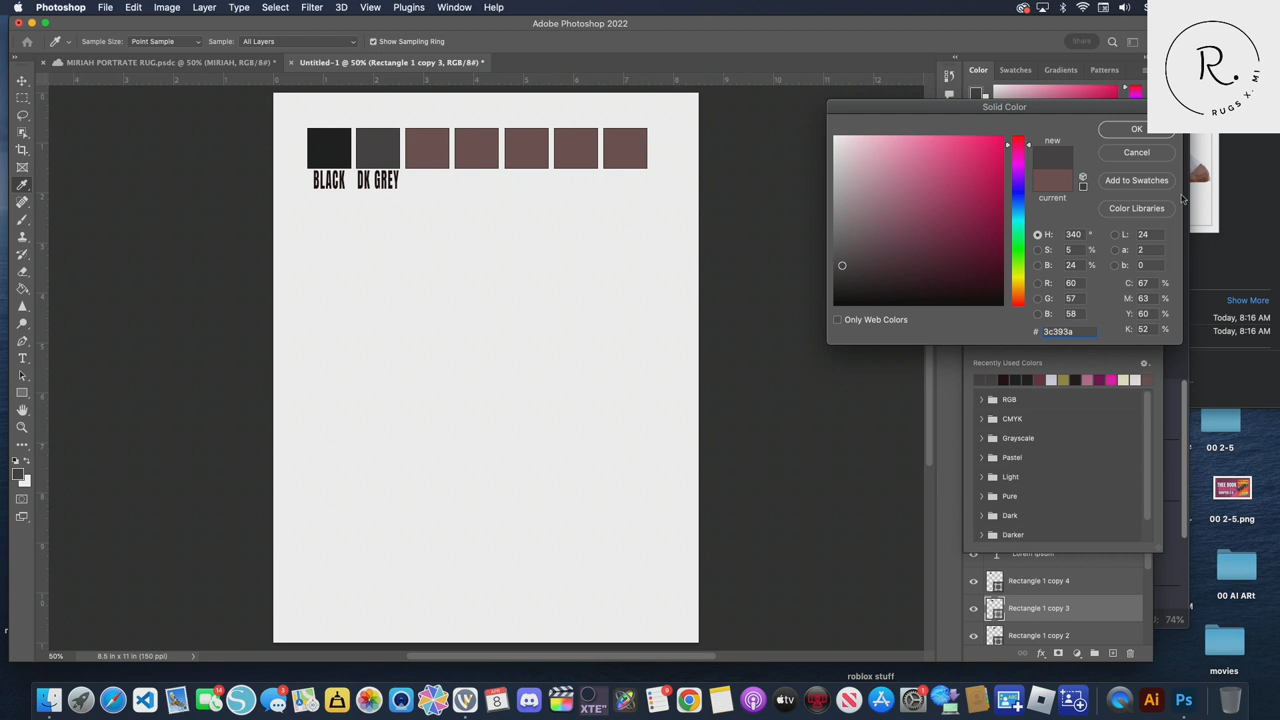 Photoshop File Edit Image Layer Type Select Filter 3D View Plugins Window Help
Adobe Photoshop 2022
Sample Size: Point Sample Sample: All Layers Show Sampling Ring Share
MIRIAH PORTRATE RUG.psdc @ 50% (MIRIAH, RGB/8#) * Untitled-1 @ 50% (Rectangle 1 copy 3, RGB/8#) *
Color Swatches Gradients Patterns
R.
RUGS X. MI
BLACK DK GREY
Solid Color
new
current
OK
Cancel
Add to Swatches
Color Libraries
H: 340 ° L: 24
S: 5 % a: 2
B: 24 % b: 0
R: 60 C: 67 %
G: 57 M: 63 %
B: 58 Y: 60 %
# 3c393a K: 52 %
Only Web Colors
Show More
Today, 8:16 AM
Today, 8:16 AM
Recently Used Colors
RGB
CMYK
Grayscale
Pastel
Light
Pure
Dark
Darker
Lorem Ipsum
Rectangle 1 copy 4
Rectangle 1 copy 3
Rectangle 1 copy 2
74%
00 2-5
00 2-5.png
00 AI ARt
movies
roblox stuff
50% 8.5 in x 11 in (150 ppi)